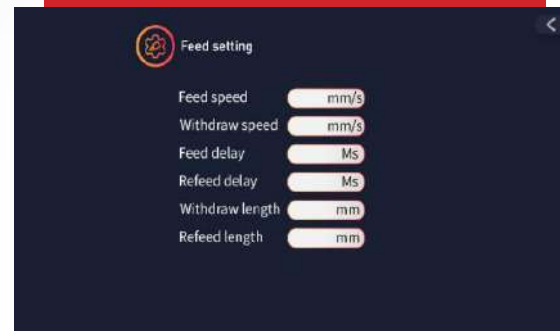 Feed setting
Feed speed mm/s
Withdraw speed mm/s
Feed delay Ms
Refeed delay Ms
Withdraw length mm
Refeed length mm